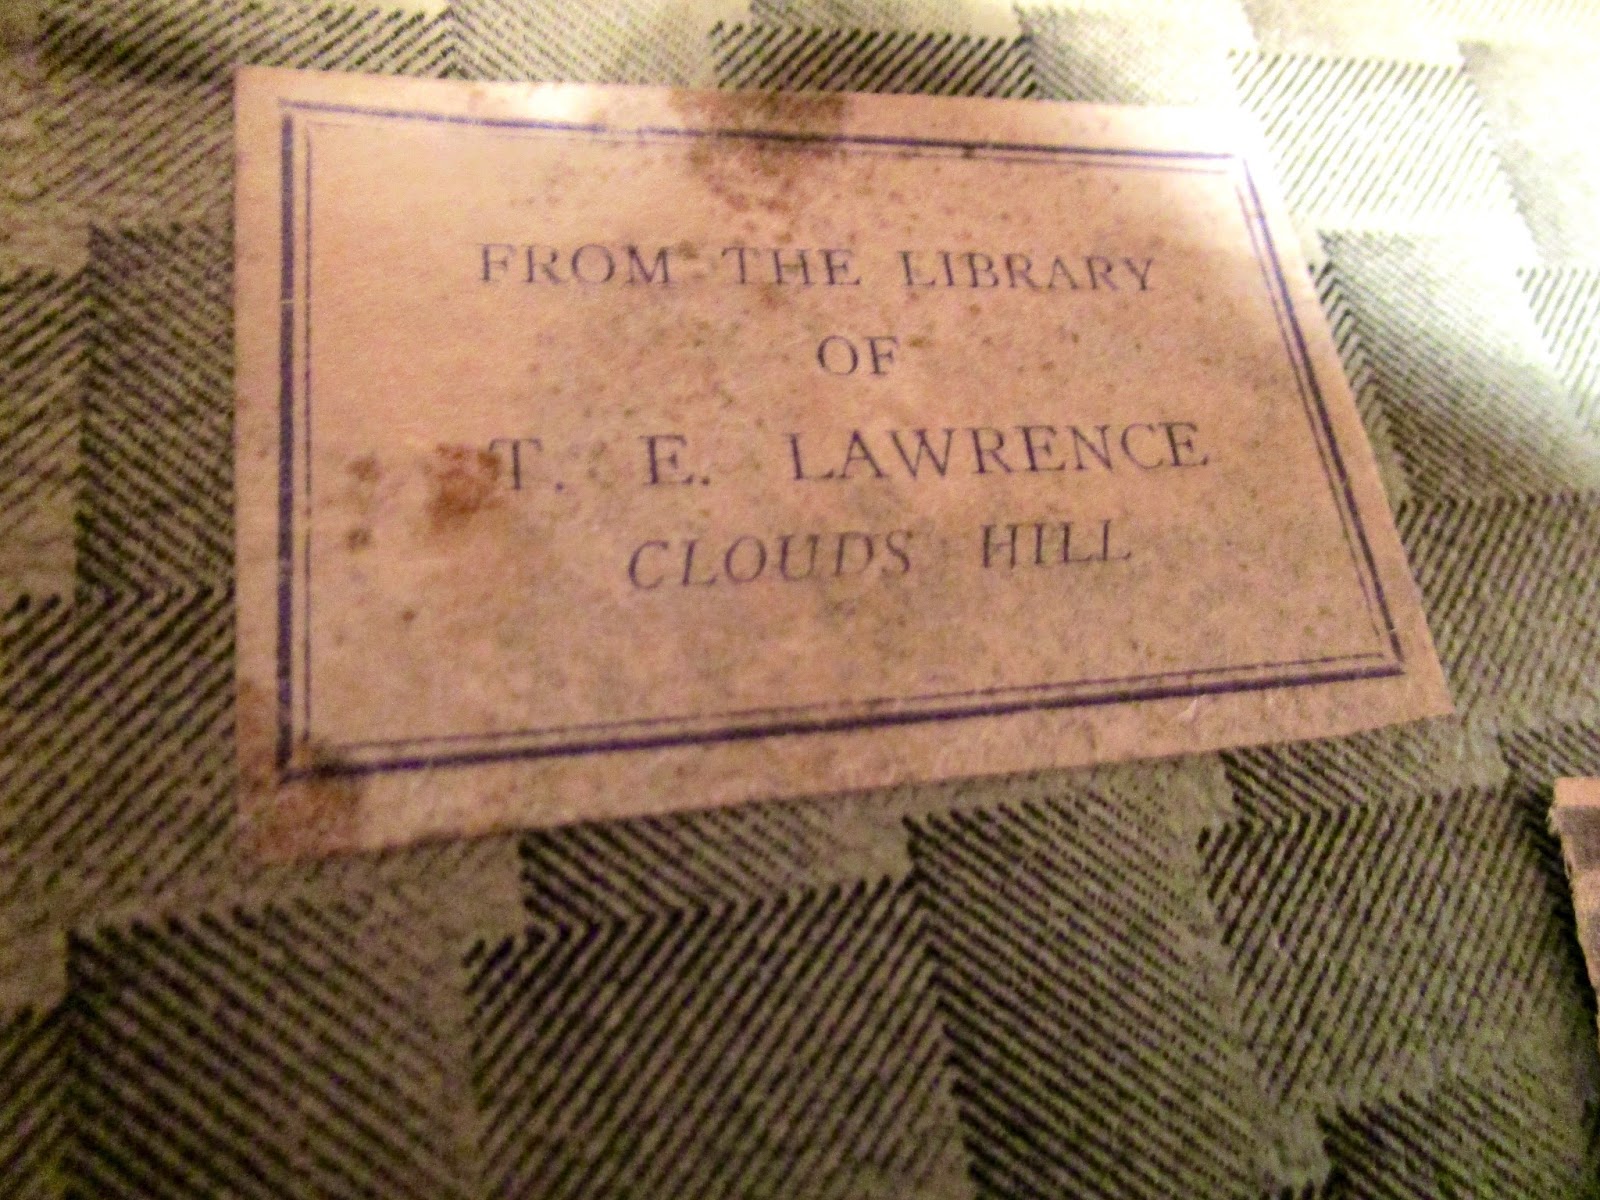 FROM THE LIBRARY
OF
T. E. LAWRENCE
CLOUDS HILL